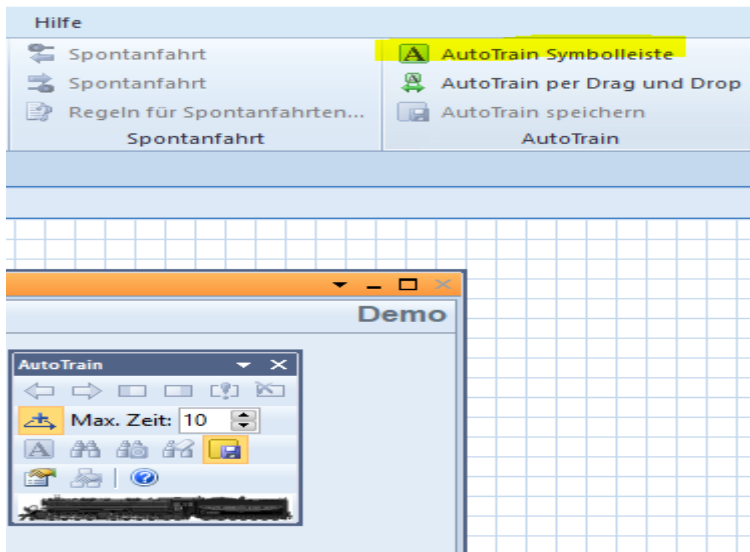 Hilfe
Spontanfahrt
Spontanfahrt
Regeln für Spontanfahrten...
Spontanfahrt
A AutoTrain Symbolleiste
A AutoTrain per Drag und Drop
AutoTrain speichern
AutoTrain
Demo
AutoTrain
Max. Zeit: 10
A